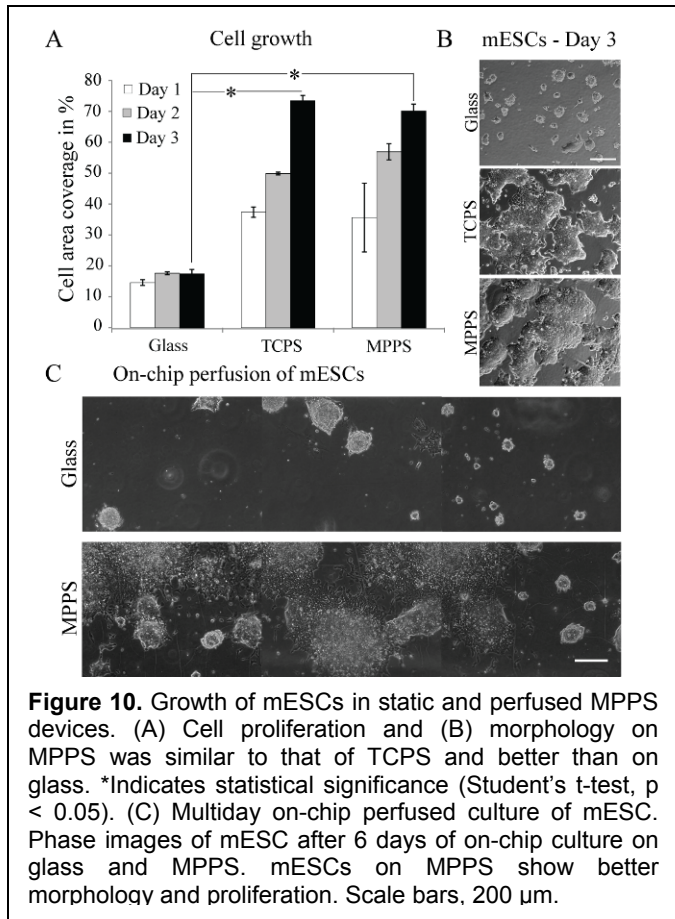 A Cell growth
B mESCs - Day 3
Cell area coverage in %
80
70
60
50
40
30
20
10
0
Day 1
Day 2
Day 3
*
*
Glass
TCPS
MPPS
Glass
TCPS
MPPS
C On-chip perfusion of mESCs
Glass
MPPS
Figure 10. Growth of mESCs in static and perfused MPPS
devices. (A) Cell proliferation and (B) morphology on
MPPS was similar to that of TCPS and better than on
glass. *Indicates statistical significance (Student's t-test, p
< 0.05). (C) Multiday on-chip perfused culture of mESC.
Phase images of mESC after 6 days of on-chip culture on
glass and MPPS. mESCs on MPPS show better
morphology and proliferation. Scale bars, 200 μm.